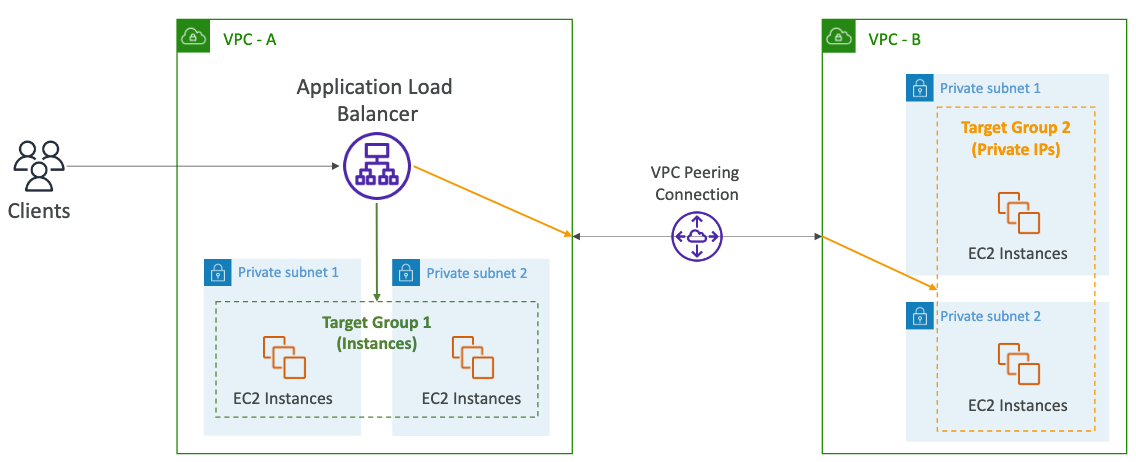 VPC - A
Application Load
Balancer
Clients
Private subnet 1
Private subnet 2
Target Group 1
(Instances)
EC2 Instances
EC2 Instances
VPC Peering
Connection
VPC - B
Private subnet 1
Target Group 2
(Private IPs)
EC2 Instances
Private subnet 2
EC2 Instances